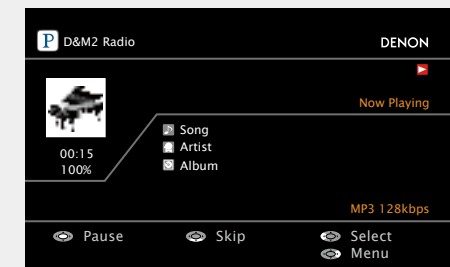 P D&M2 Radio
DENON
Now Playing
Song
Artist
Album
00:15
100%
MP3 128kbps
Pause
Skip
Select
Menu